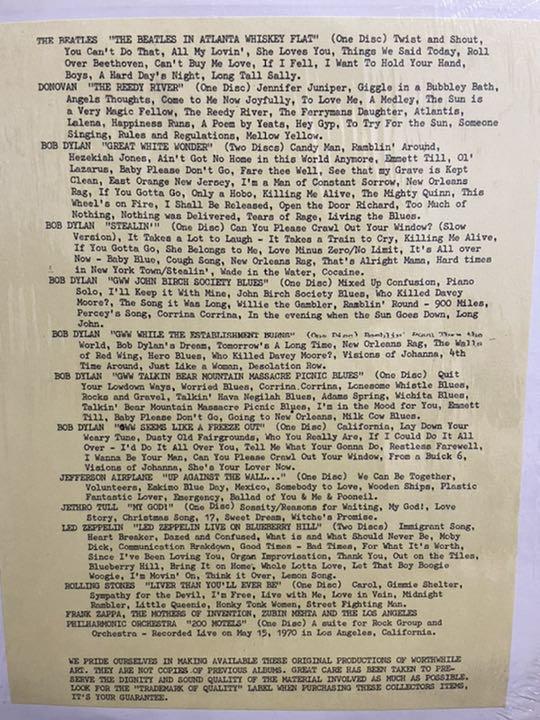 THE BEATLES "THE BEATLES IN ATLANTA WHISKEY FLAT" (One Disc) Twist and Shout,
You Can't Do That, All My Lovin', She Loves You, Things We Said Today, Roll
Over Beethoven, Can't Buy Me Love, If I Fell, I Want To Hold Your Hand,
Boys, A Hard Day's Night, Long Tall Sally.
DONOVAN "THE REEDY RIVER" (One Disc) Jennifer Juniper, Giggle in a Bubbley Bath,
Angels Thoughts, Come to Me Now Joyfully, To Love Me, A Medley, The Sun is
a Very Magic Fellow, The Reedy River, The Ferrymans Daughter, Atlantis,
Lalena, Happiness Runs, A Poem by Yeats, Hey Gyp, To Try For the Sun, Someone
Singing, Rules and Regulations, Mellow Yellow.
BOB DYLAN "GREAT WHITE WONDER" (Two Discs) Candy Man, Ramblin' Around,
Hezekiah Jones, Ain't Got No Home in this World Anymore, Emmett Till, Ol'
Lazarus, Baby Please Don't Go, Fare thee Well, See that my Grave is Kept
Clean, East Orange New Jersey, I'm a Man of Constant Sorrow, New Orleans
Rag, If You Gotta Go, Only a Hobo, Killing Me Alive, The Mighty Quinn, This
Wheel's on Fire, I Shall Be Released, Open the Door Richard, Too Much of
Nothing, Nothing was Delivered, Tears of Rage, Living the Blues.
BOB DYLAN "STEALIN'" (One Disc) Can You Please Crawl Out Your Window? (Slow
Version), It Takes a Lot to Laugh - It Takes a Train to Cry, Killing Me Alive,
If You Gotta Go, She Belongs to Me, Love Minus Zero/No Limit, It's All over
Now - Baby Blue, Cough Song, New Orleans Rag, That's Alright Mama, Hard times
in New York Town/Stealin', Wade in the Water, Cocaine.
BOB DYLAN "GWW JOHN BIRCH SOCIETY BLUES" (One Disc) Mixed Up Confusion, Piano
Solo, I'll Keep it With Mine, John Birch Society Blues, Who Killed Davey
Moore?, The Song it Was Long, Willie the Gambler, Ramblin' Round - 900 Miles,
Percey's Song, Corrina Corrina, In the evening when the Sun Goes Down, Long
John.
BOB DYLAN "GWW WHILE THE ESTABLISHMENT BURNS" (One Disc) Ramblin' Down Thru the
World, Bob Dylan's Dream, Tomorrow's A Long Time, New Orleans Rag, The Walls
of Red Wing, Hero Blues, Who Killed Davey Moore?, Visions of Johanna, 4th
Time Around, Just Like a Woman, Desolation Row.
BOB DYLAN "GWW TALKIN BEAR MOUNTAIN MASSACRE PICNIC BLUES" (One Disc) Quit
Your Lowdown Ways, Worried Blues, Corrina.Corrina, Lonesome Whistle Blues,
Rocks and Gravel, Talkin' Hava Negilah Blues, Adams Spring, Wichita Blues,
Talkin' Bear Mountain Massacre Picnic Blues, I'm in the Mood for You, Emmett
Till, Baby Please Don't Go, Going to New Orleans, Milk Cow Blues.
BOB DYLAN "GWW SEEMS LIKE A FREEZE OUT" (One Disc) California, Lay Down Your
Weary Tune, Dusty Old Fairgrounds, Who You Really Are, If I Could Do It All
Over - I'd Do It All Over You, Tell Me What Your Gonna Do, Restless Farewell,
I Wanna Be Your Man, Can You Please Crawl Out Your Window, From a Buick 6,
Visions of Johanna, She's Your Lover Now.
JEFFERSON AIRPLANE "UP AGAINST THE WALL..." (One Disc) We Can Be Together,
Volunteers, Eskimo Blue Day, Mexico, Somebody to Love, Wooden Ships, Plastic
Fantastic Lover, Emergency, Ballad of You & Me & Pooneil.
JETHRO TULL "MY GOD!" (One Disc) Sossity/Reasons for Waiting, My God!, Love
Story, Christmas Song, 17, Sweet Dream, Witche's Promise.
LED ZEPPELIN "LED ZEPPELIN LIVE ON BLUEBERRY HILL" (Two Discs) Immigrant Song,
Heart Breaker, Dazed and Confused, What is and What Should Never Be, Moby
Dick, Communication Breakdown, Good Times - Bad Times, For What It's Worth,
Since I've Been Loving You, Organ Improvisation, Thank You, Out on the Tiles,
Blueberry Hill, Bring It on Home, Whole Lotta Love, Let That Boy Boogie
Woogie, I'm Movin' On, Think it Over, Lemon Song.
ROLLING STONES "LIVER THAN YOU'LL EVER BE" (One Disc) Carol, Gimmie Shelter,
Sympathy for the Devil, I'm Free, Live with Me, Love in Vain, Midnight
Rambler, Little Queenie, Honky Tonk Women, Street Fighting Man.
FRANK ZAPPA, THE MOTHERS OF INVENTION, ZUBIN MEHTA AND THE LOS ANGELES
PHILHARMONIC ORCHESTRA "200 MOTELS" (One Disc) A suite for Rock Group and
Orchestra - Recorded Live on May 15, 1970 in Los Angeles, California.
WE PRIDE OURSELVES IN MAKING AVAILABLE THESE ORIGINAL PRODUCTIONS OF WORTHWHILE
ART. THEY ARE NOT COPIES OF PREVIOUS ALBUMS. GREAT CARE HAS BEEN TAKEN TO PRE-
SERVE THE DIGNITY AND SOUND QUALITY OF THE MATERIAL INVOLVED AS MUCH AS POSSIBLE.
LOOK FOR THE "TRADEMARK OF QUALITY" LABEL WHEN PURCHASING THESE COLLECTORS ITEMS,
IT'S YOUR GUARANTEE.